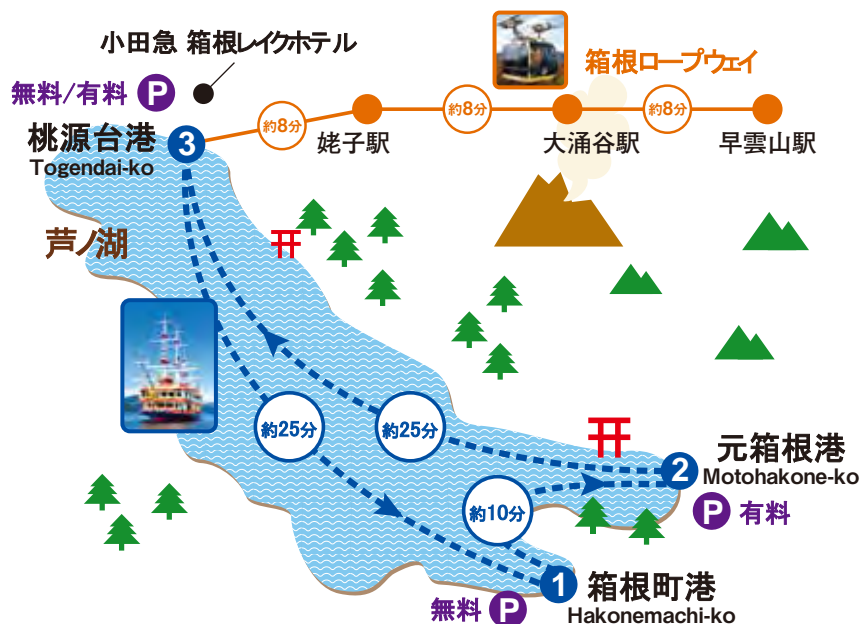 小田急 箱根レイクホテル
無料/有料 P
箱根ロープウェイ
約8分
約8分
約8分
桃源台港
Togendai-ko
3
姥子駅
大涌谷駅
早雲山駅
芦ノ湖
約25分
約25分
元箱根港
Motohakone-ko
2
P 有料
約10分
1
箱根町港
Hakonemachi-ko
無料 P